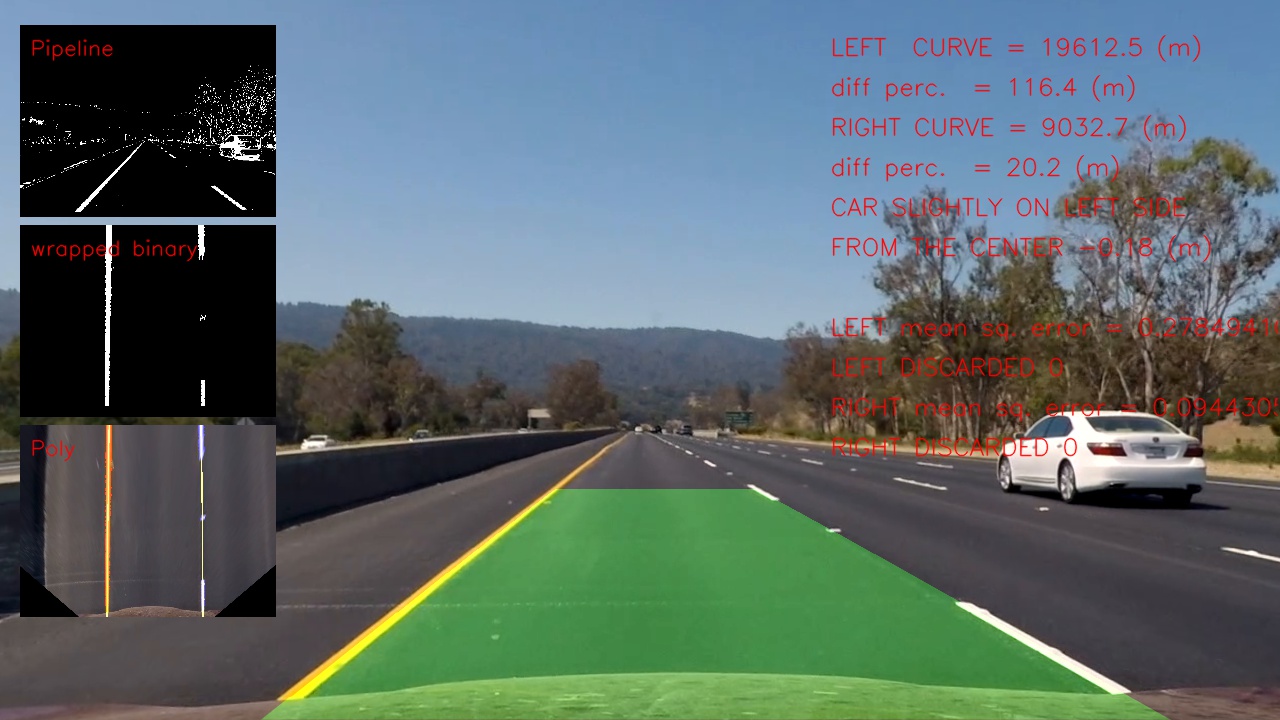 Pipeline
wrapped binary
Poly
LEFT  CURVE = 19612.5 (m)
diff perc.  = 116.4 (m)
RIGHT CURVE = 9032.7 (m)
diff perc.  = 20.2 (m)
CAR SLIGHTLY ON LEFT SIDE
FROM THE CENTER -0.18 (m)
LEFT mean sq. error = 0.2784941
LEFT DISCARDED 0
RIGHT mean sq. error = 0.094430
RIGHT DISCARDED 0